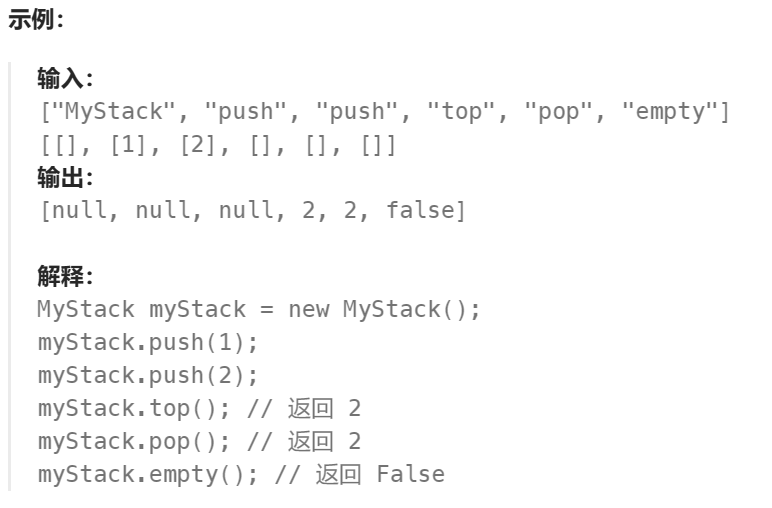 示例：
输入：
["MyStack", "push", "push", "top", "pop", "empty"]
[[], [1], [2], [], [], []]
输出：
[null, null, null, 2, 2, false]
解释：
MyStack myStack = new MyStack();
myStack.push(1);
myStack.push(2);
myStack.top(); // 返回 2
myStack.pop(); // 返回 2
myStack.empty(); // 返回 False